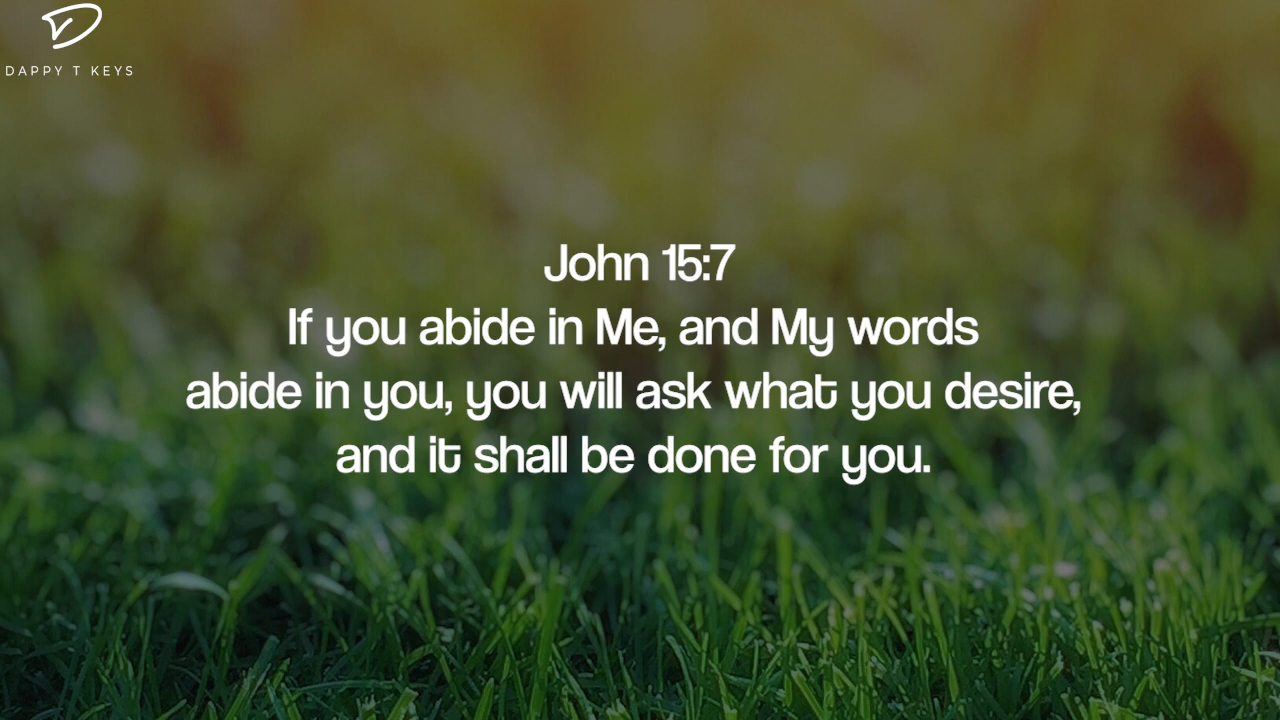 DAPPY T KEYS
John 15:7
If you abide in Me, and My words
abide in you, you will ask what you desire,
and it shall be done for you.